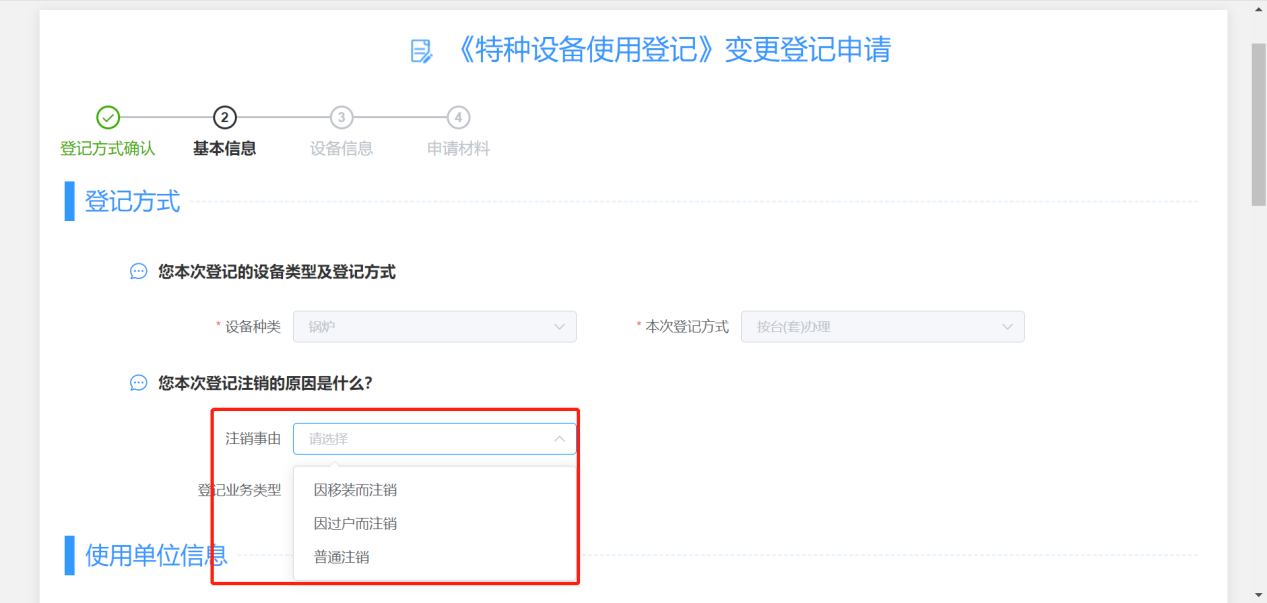 《特种设备使用登记》变更登记申请
2 3 4
登记方式确认 基本信息 设备信息 申请材料
登记方式
您本次登记的设备类型及登记方式
* 设备种类 锅炉 * 本次登记方式 按台(套)办理
您本次登记注销的原因是什么?
注销事由 请选择
登记业务类型 因移装而注销
因过户而注销
使用单位信息 普通注销